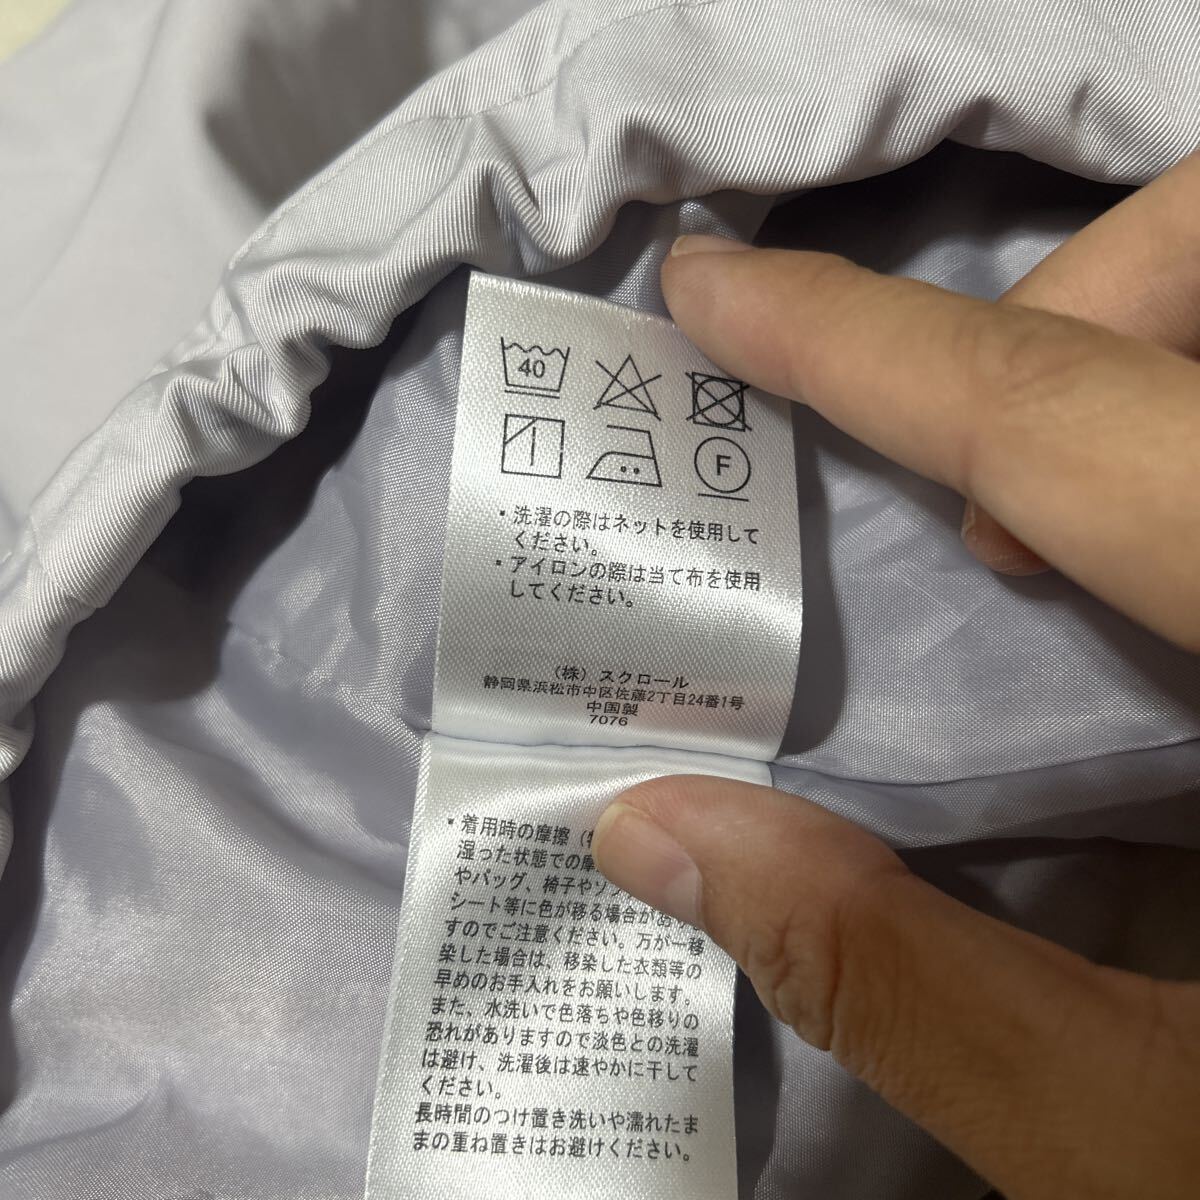 40
F
・洗濯の際はネットを使用して
ください。
・アイロンの際は当て布を使用
してください。
(株)スクロール
静岡県浜松市中区佐藤2丁目24番1号
中国製
7076
・着用時の摩擦(
湿った状態での摩
やバッグ、椅子やソ
シート等に色が移る場合があり
すのでご注意ください。万が一移
染した場合は、移染した衣類等の
早めのお手入れをお願いします。
また、水洗いで色落ちや色移りの
恐れがありますので淡色との洗濯
は避け、洗濯後は速やかに干して
ください。
長時間のつけ置き洗いや濡れたま
まの重ね置きはお避けください。